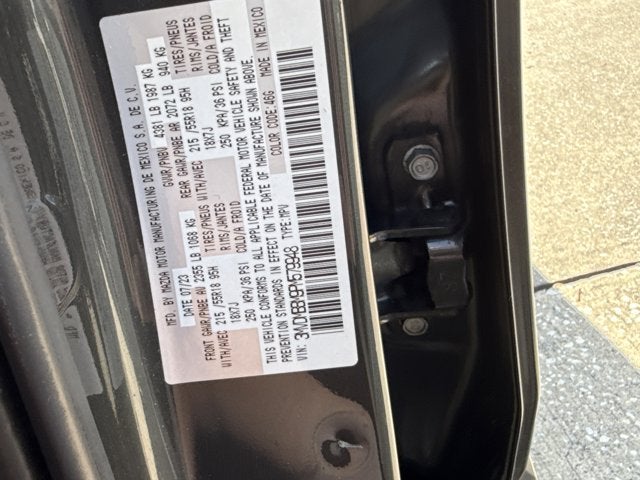 MFD. BY MAZDA MOTOR MANUFACTURING DE MEXICO S.A. DE C.V.
DATE 07/23 GVWR/PNBV 4381 LB 1987 KG
FRONT GAWR/PNBE AV 2355 LB 1068 KG REAR GAWR/PNBE AR 2072 LB 940 KG
WITH/AVEC 215/55R18 95H TIRES/PNEUS WITH/AVEC 215/55R18 95H TIRES/PNEUS
18X7J RIMS/JANTES 18X7J RIMS/JANTES
250 KPA/36 PSI COLD/A FROID 250 KPA/36 PSI COLD/A FROID
THIS VEHICLE CONFORMS TO ALL APPLICABLE FEDERAL MOTOR VEHICLE SAFETY AND THEFT
PREVENTION STANDARDS IN EFFECT ON THE DATE OF MANUFACTURE SHOWN ABOVE.
VIN: TYPE:MPV COLOR CODE:46G MADE IN MEXICO